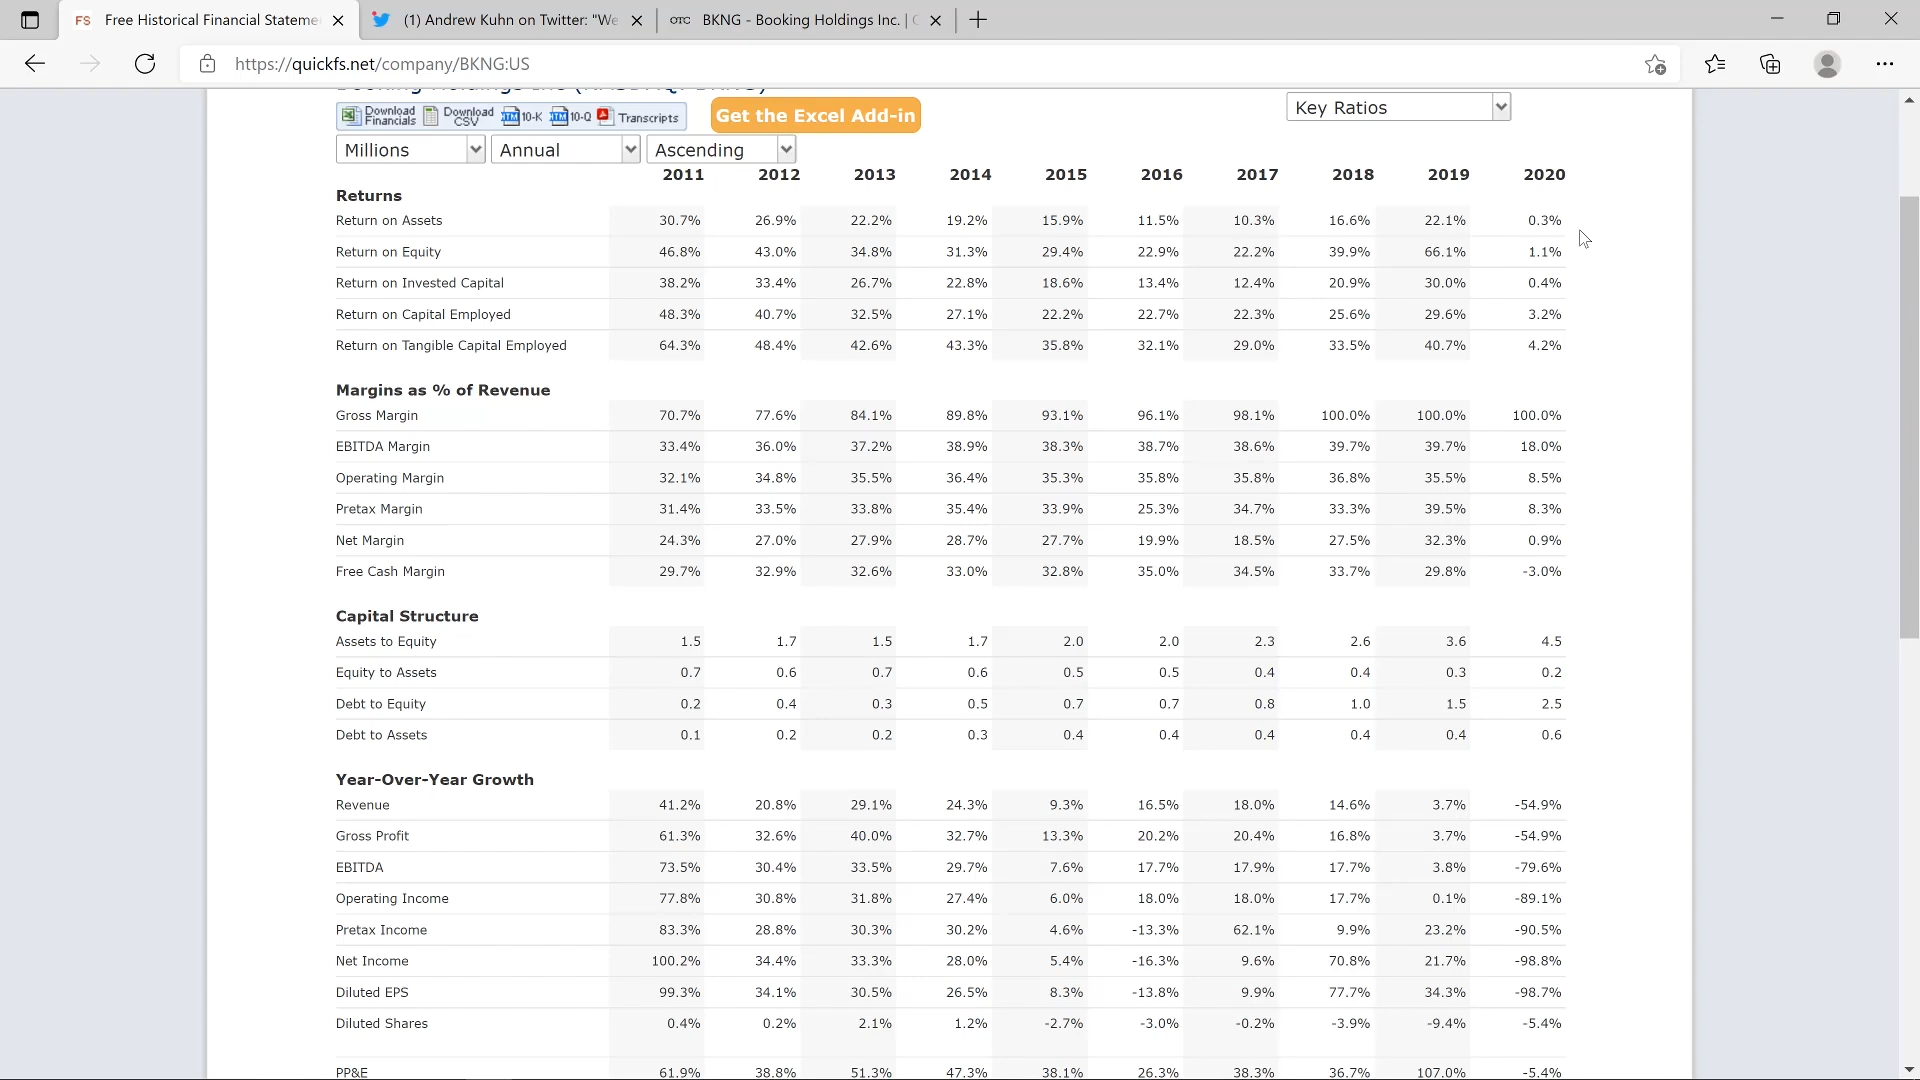 Free Historical Financial Stateme
(1) Andrew Kuhn on Twitter: "We
OTC BKNG - Booking Holdings Inc. |
https://quickfs.net/company/BKNG:US
Booking Holdings Inc (NASDAQ: BKNG)
Download Financials Download CSV 10-K 10-Q Transcripts
Get the Excel Add-in
Key Ratios
Millions Annual Ascending
2011 2012 2013 2014 2015 2016 2017 2018 2019 2020
Returns
Return on Assets 30.7% 26.9% 22.2% 19.2% 15.9% 11.5% 10.3% 16.6% 22.1% 0.3%
Return on Equity 46.8% 43.0% 34.8% 31.3% 29.4% 22.9% 22.2% 39.9% 66.1% 1.1%
Return on Invested Capital 38.2% 33.4% 26.7% 22.8% 18.6% 13.4% 12.4% 20.9% 30.0% 0.4%
Return on Capital Employed 48.3% 40.7% 32.5% 27.1% 22.2% 22.7% 22.3% 25.6% 29.6% 3.2%
Return on Tangible Capital Employed 64.3% 48.4% 42.6% 43.3% 35.8% 32.1% 29.0% 33.5% 40.7% 4.2%
Margins as % of Revenue
Gross Margin 70.7% 77.6% 84.1% 89.8% 93.1% 96.1% 98.1% 100.0% 100.0% 100.0%
EBITDA Margin 33.4% 36.0% 37.2% 38.9% 38.3% 38.7% 38.6% 39.7% 39.7% 18.0%
Operating Margin 32.1% 34.8% 35.5% 36.4% 35.3% 35.8% 35.8% 36.8% 35.5% 8.5%
Pretax Margin 31.4% 33.5% 33.8% 35.4% 33.9% 25.3% 34.7% 33.3% 39.5% 8.3%
Net Margin 24.3% 27.0% 27.9% 28.7% 27.7% 19.9% 18.5% 27.5% 32.3% 0.9%
Free Cash Margin 29.7% 32.9% 32.6% 33.0% 32.8% 35.0% 34.5% 33.7% 29.8% -3.0%
Capital Structure
Assets to Equity 1.5 1.7 1.5 1.7 2.0 2.0 2.3 2.6 3.6 4.5
Equity to Assets 0.7 0.6 0.7 0.6 0.5 0.5 0.4 0.4 0.3 0.2
Debt to Equity 0.2 0.4 0.3 0.5 0.7 0.7 0.8 1.0 1.5 2.5
Debt to Assets 0.1 0.2 0.2 0.3 0.4 0.4 0.4 0.4 0.4 0.6
Year-Over-Year Growth
Revenue 41.2% 20.8% 29.1% 24.3% 9.3% 16.5% 18.0% 14.6% 3.7% -54.9%
Gross Profit 61.3% 32.6% 40.0% 32.7% 13.3% 20.2% 20.4% 16.8% 3.7% -54.9%
EBITDA 73.5% 30.4% 33.5% 29.7% 7.6% 17.7% 17.9% 17.7% 3.8% -79.6%
Operating Income 77.8% 30.8% 31.8% 27.4% 6.0% 18.0% 18.0% 17.7% 0.1% -89.1%
Pretax Income 83.3% 28.8% 30.3% 30.2% 4.6% -13.3% 62.1% 9.9% 23.2% -90.5%
Net Income 100.2% 34.4% 33.3% 28.0% 5.4% -16.3% 9.6% 70.8% 21.7% -98.8%
Diluted EPS 99.3% 34.1% 30.5% 26.5% 8.3% -13.8% 9.9% 77.7% 34.3% -98.7%
Diluted Shares 0.4% 0.2% 2.1% 1.2% -2.7% -3.0% -0.2% -3.9% -9.4% -5.4%
PP&E 61.9% 38.8% 51.3% 47.3% 38.1% 26.3% 38.3% 36.7% 107.0% -5.4%